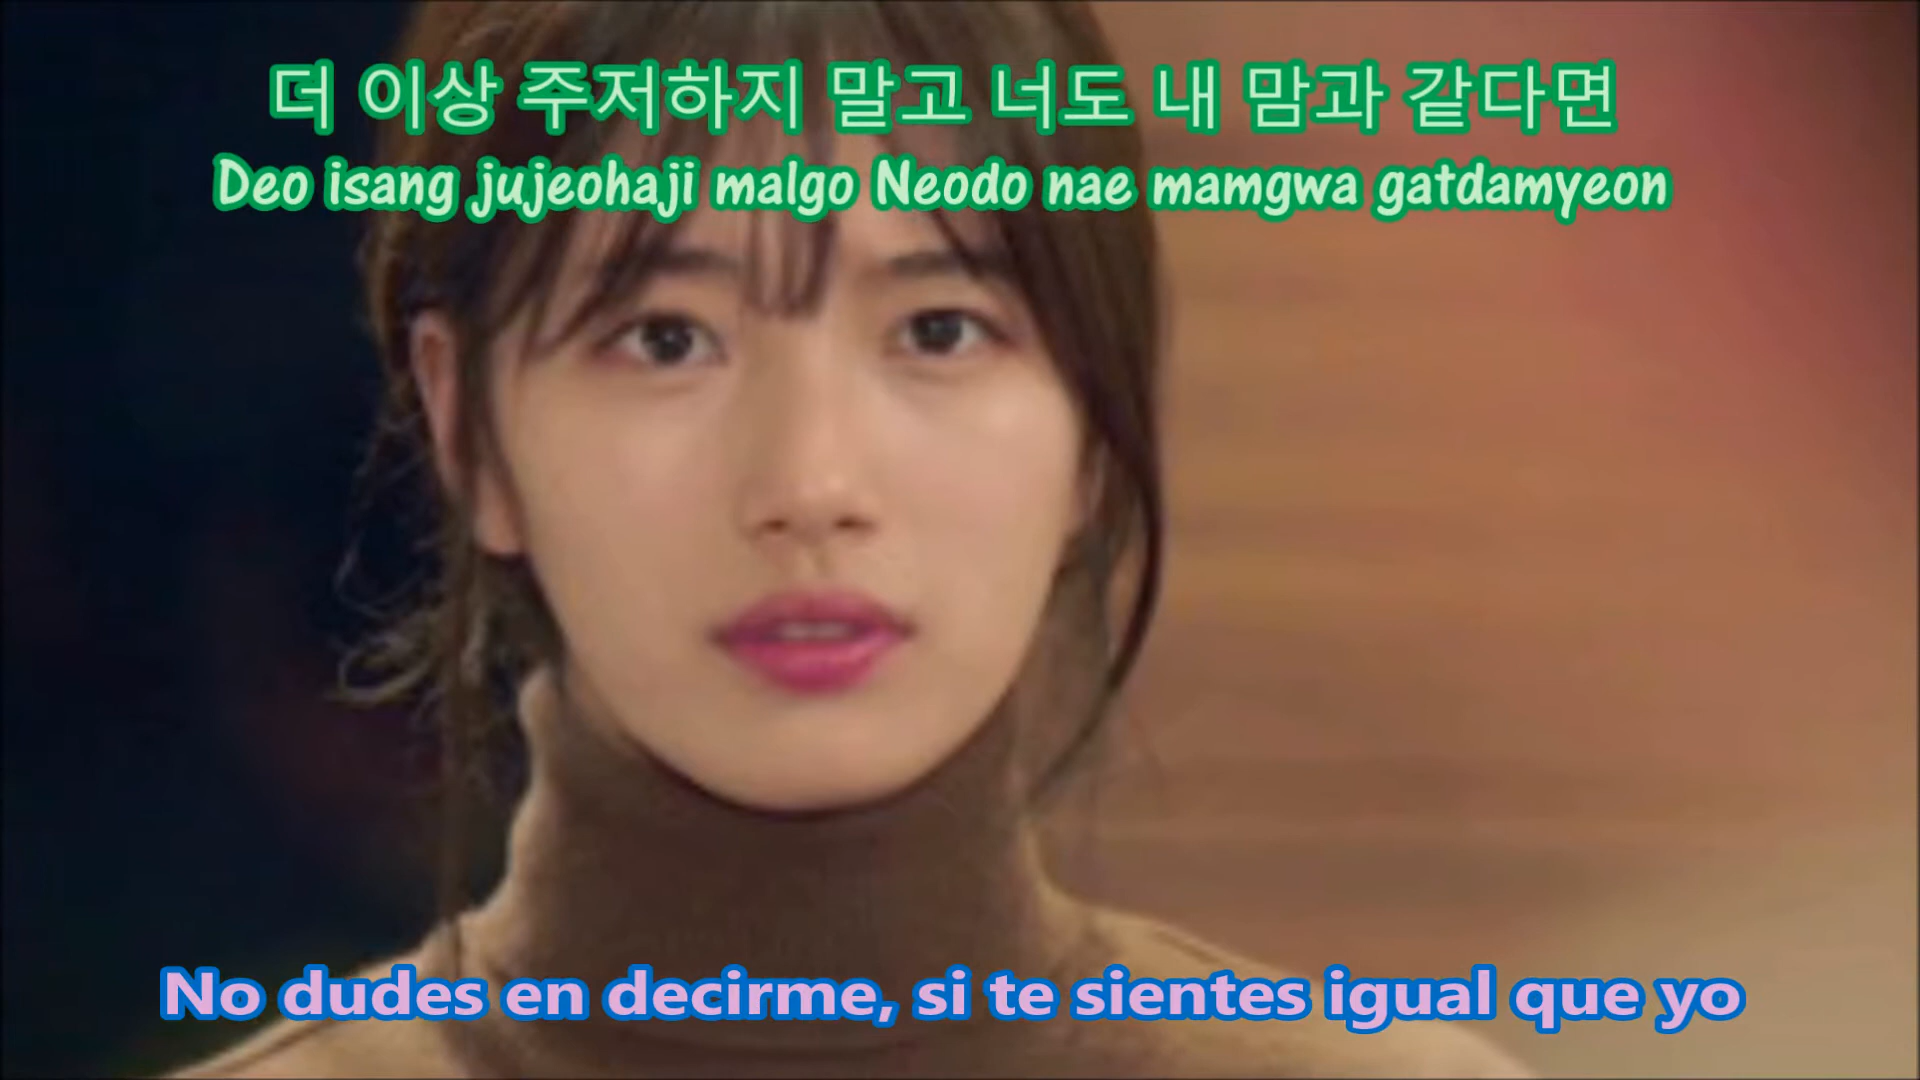 더 이상 주저하지 말고 너도 내 맘과 같다면
Deo isang jujeohaji malgo Neodo nae mamgwa gatdamyeon
No dudes en decirme, si te sientes igual que yo